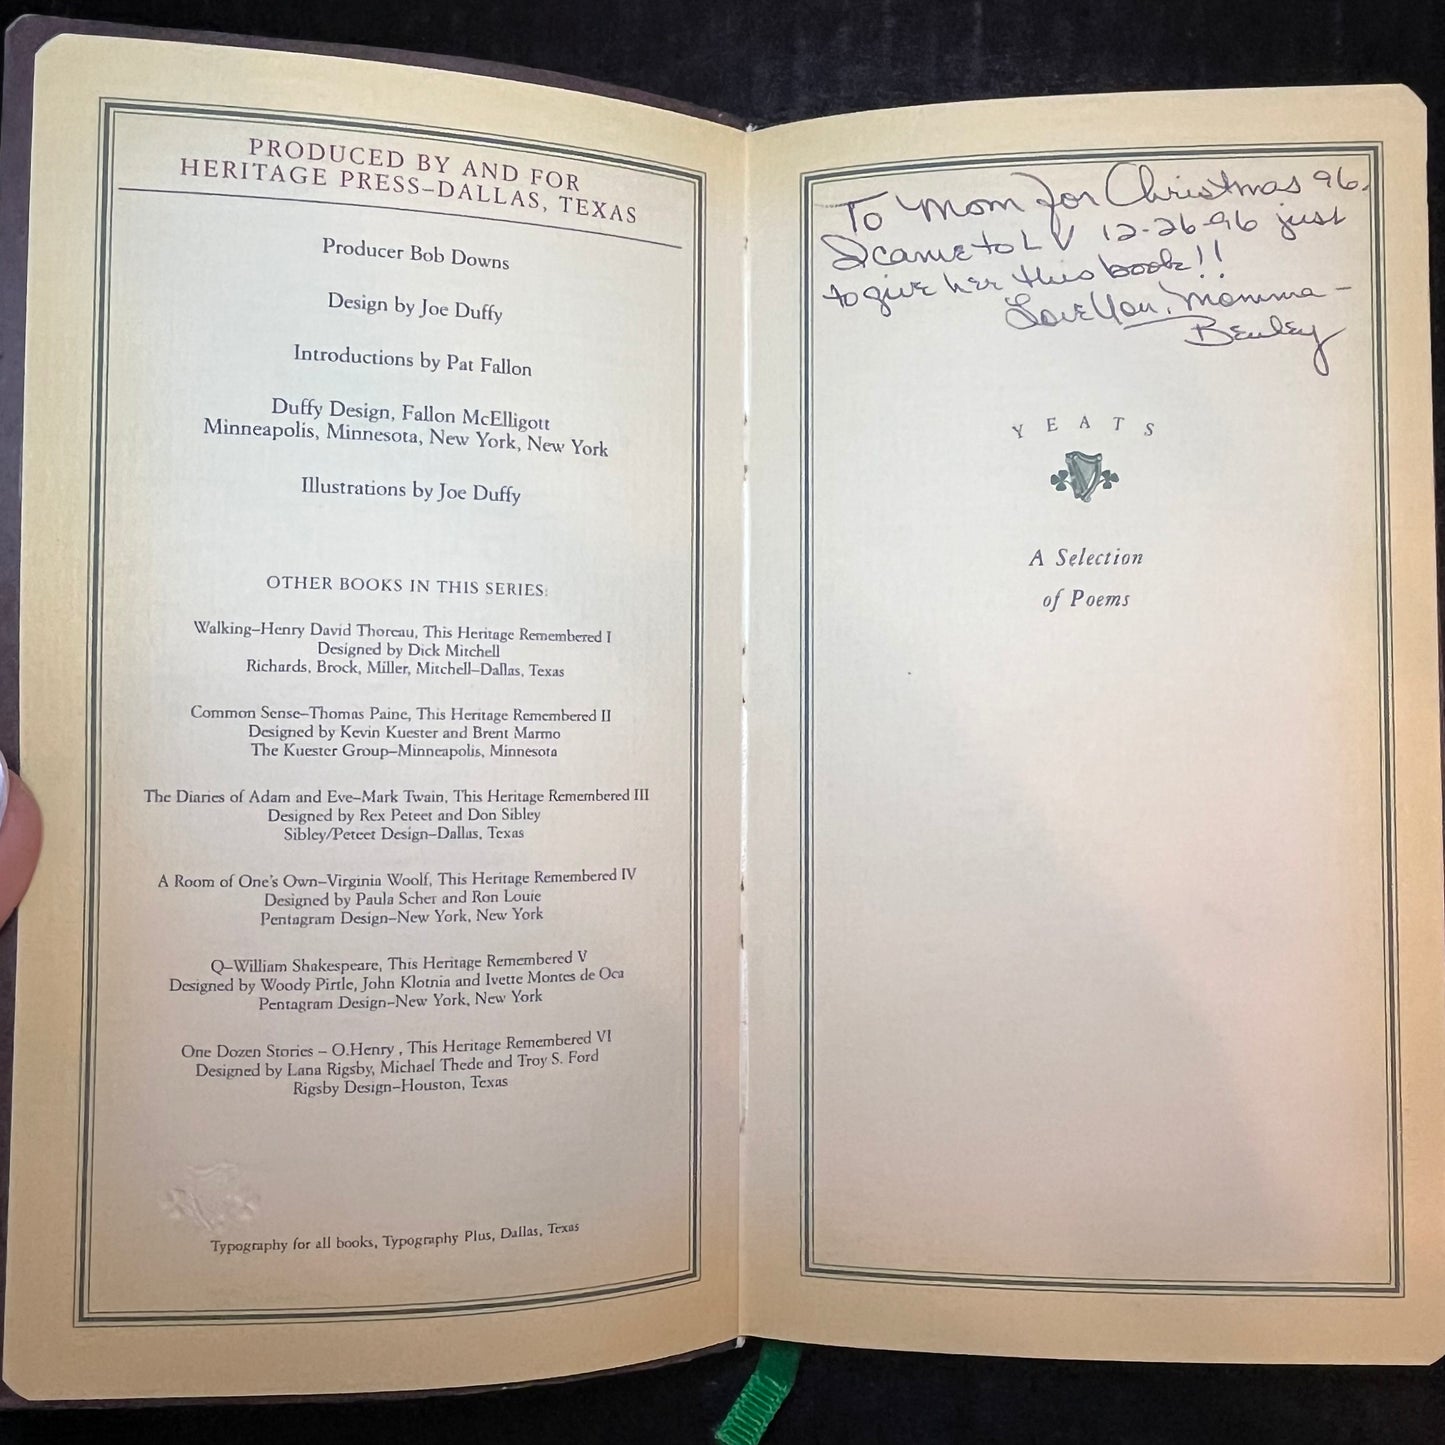 PRODUCED BY AND FOR
HERITAGE PRESS–DALLAS, TEXAS
Producer Bob Downs
Design by Joe Duffy
Introductions by Pat Fallon
Duffy Design, Fallon McElligott
Minneapolis, Minnesota, New York, New York
Illustrations by Joe Duffy
OTHER BOOKS IN THIS SERIES:
Walking–Henry David Thoreau, This Heritage Remembered I
Designed by Dick Mitchell
Richards, Brock, Miller, Mitchell–Dallas, Texas
Common Sense–Thomas Paine, This Heritage Remembered II
Designed by Kevin Kuester and Brent Marmo
The Kuester Group–Minneapolis, Minnesota
The Diaries of Adam and Eve–Mark Twain, This Heritage Remembered III
Designed by Rex Peteet and Don Sibley
Sibley/Peteet Design–Dallas, Texas
A Room of One's Own–Virginia Woolf, This Heritage Remembered IV
Designed by Paula Scher and Ron Louie
Pentagram Design–New York, New York
Q–William Shakespeare, This Heritage Remembered V
Designed by Woody Pirtle, John Klotnia and Ivette Montes de Oca
Pentagram Design–New York, New York
One Dozen Stories – O.Henry , This Heritage Remembered VI
Designed by Lana Rigsby, Michael Thede and Troy S. Ford
Rigsby Design–Houston, Texas
Typography for all books, Typography Plus, Dallas, Texas
To Mom for Christmas 96.
I came to LV 12-26-96 just
to give her this book!!
Love You, Momma –
YEATS
A Selection
of Poems